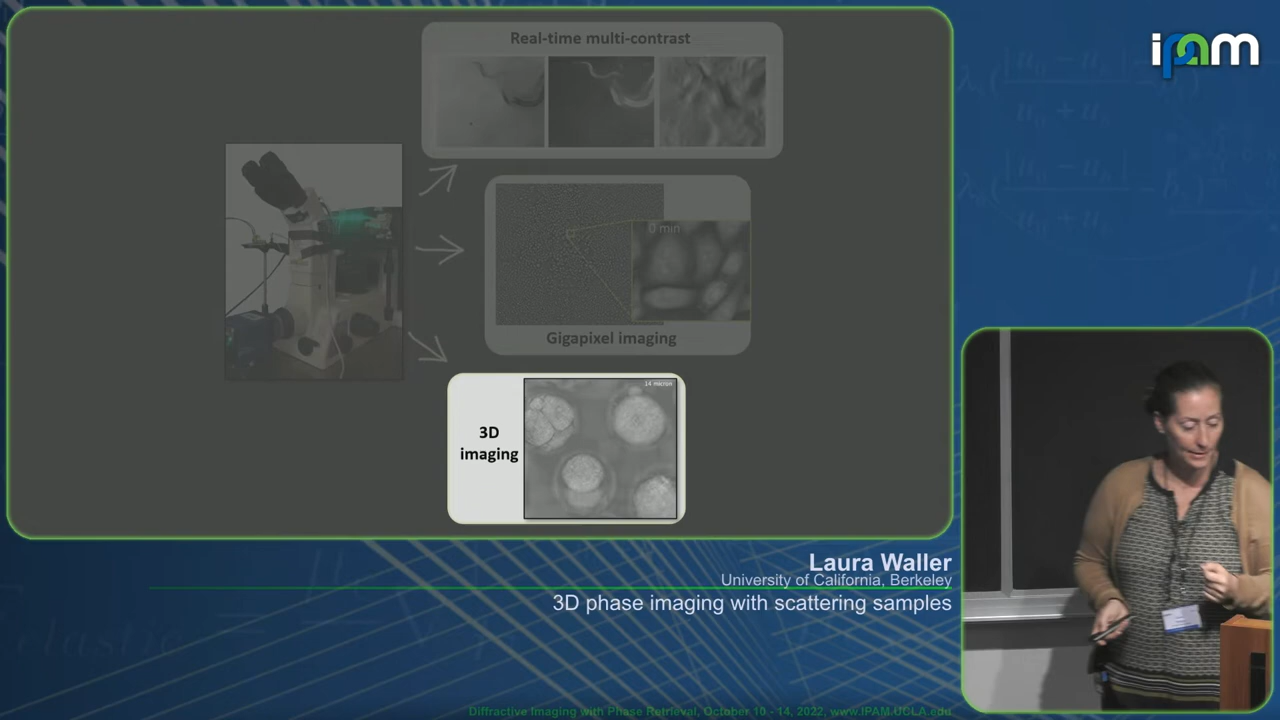 Real-time multi-contrast
0 min
Gigapixel imaging
14 micron
3D
imaging
ipam
Laura Waller
University of California, Berkeley
3D phase imaging with scattering samples
Diffractive Imaging with Phase Retrieval, October 10 - 14, 2022, www.IPAM.UCLA.edu